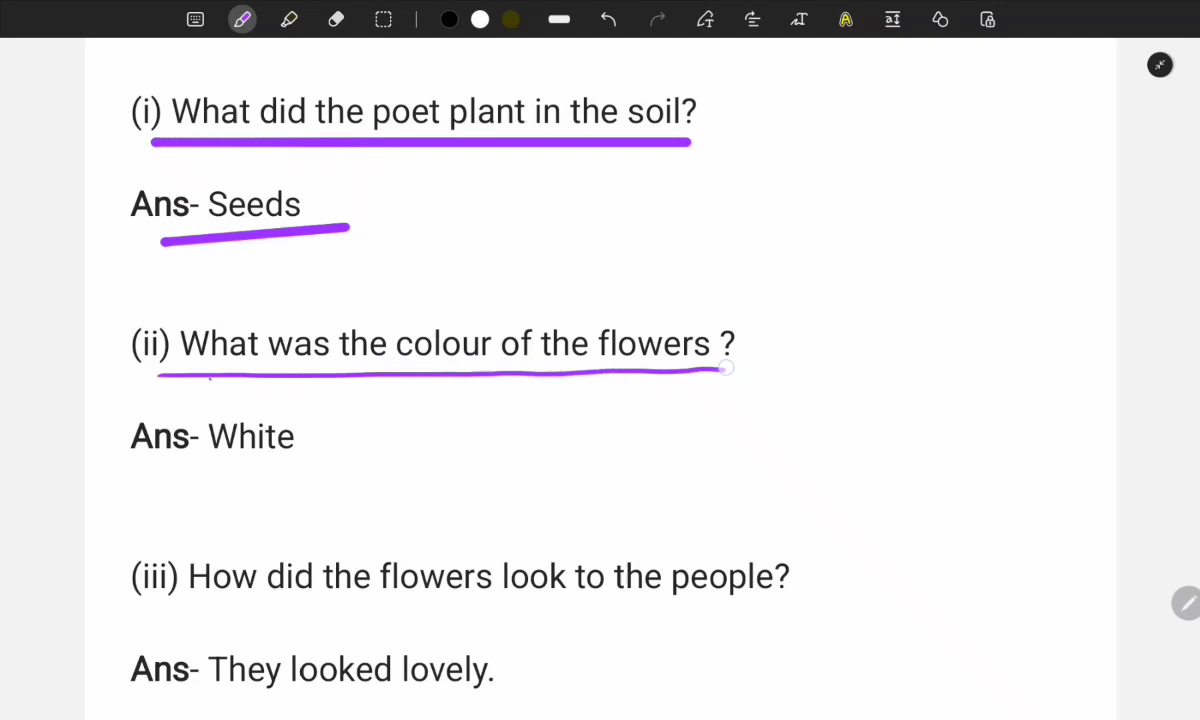 (i) What did the poet plant in the soil?
Ans- Seeds
(ii) What was the colour of the flowers ?
Ans- White
(iii) How did the flowers look to the people?
Ans- They looked lovely.